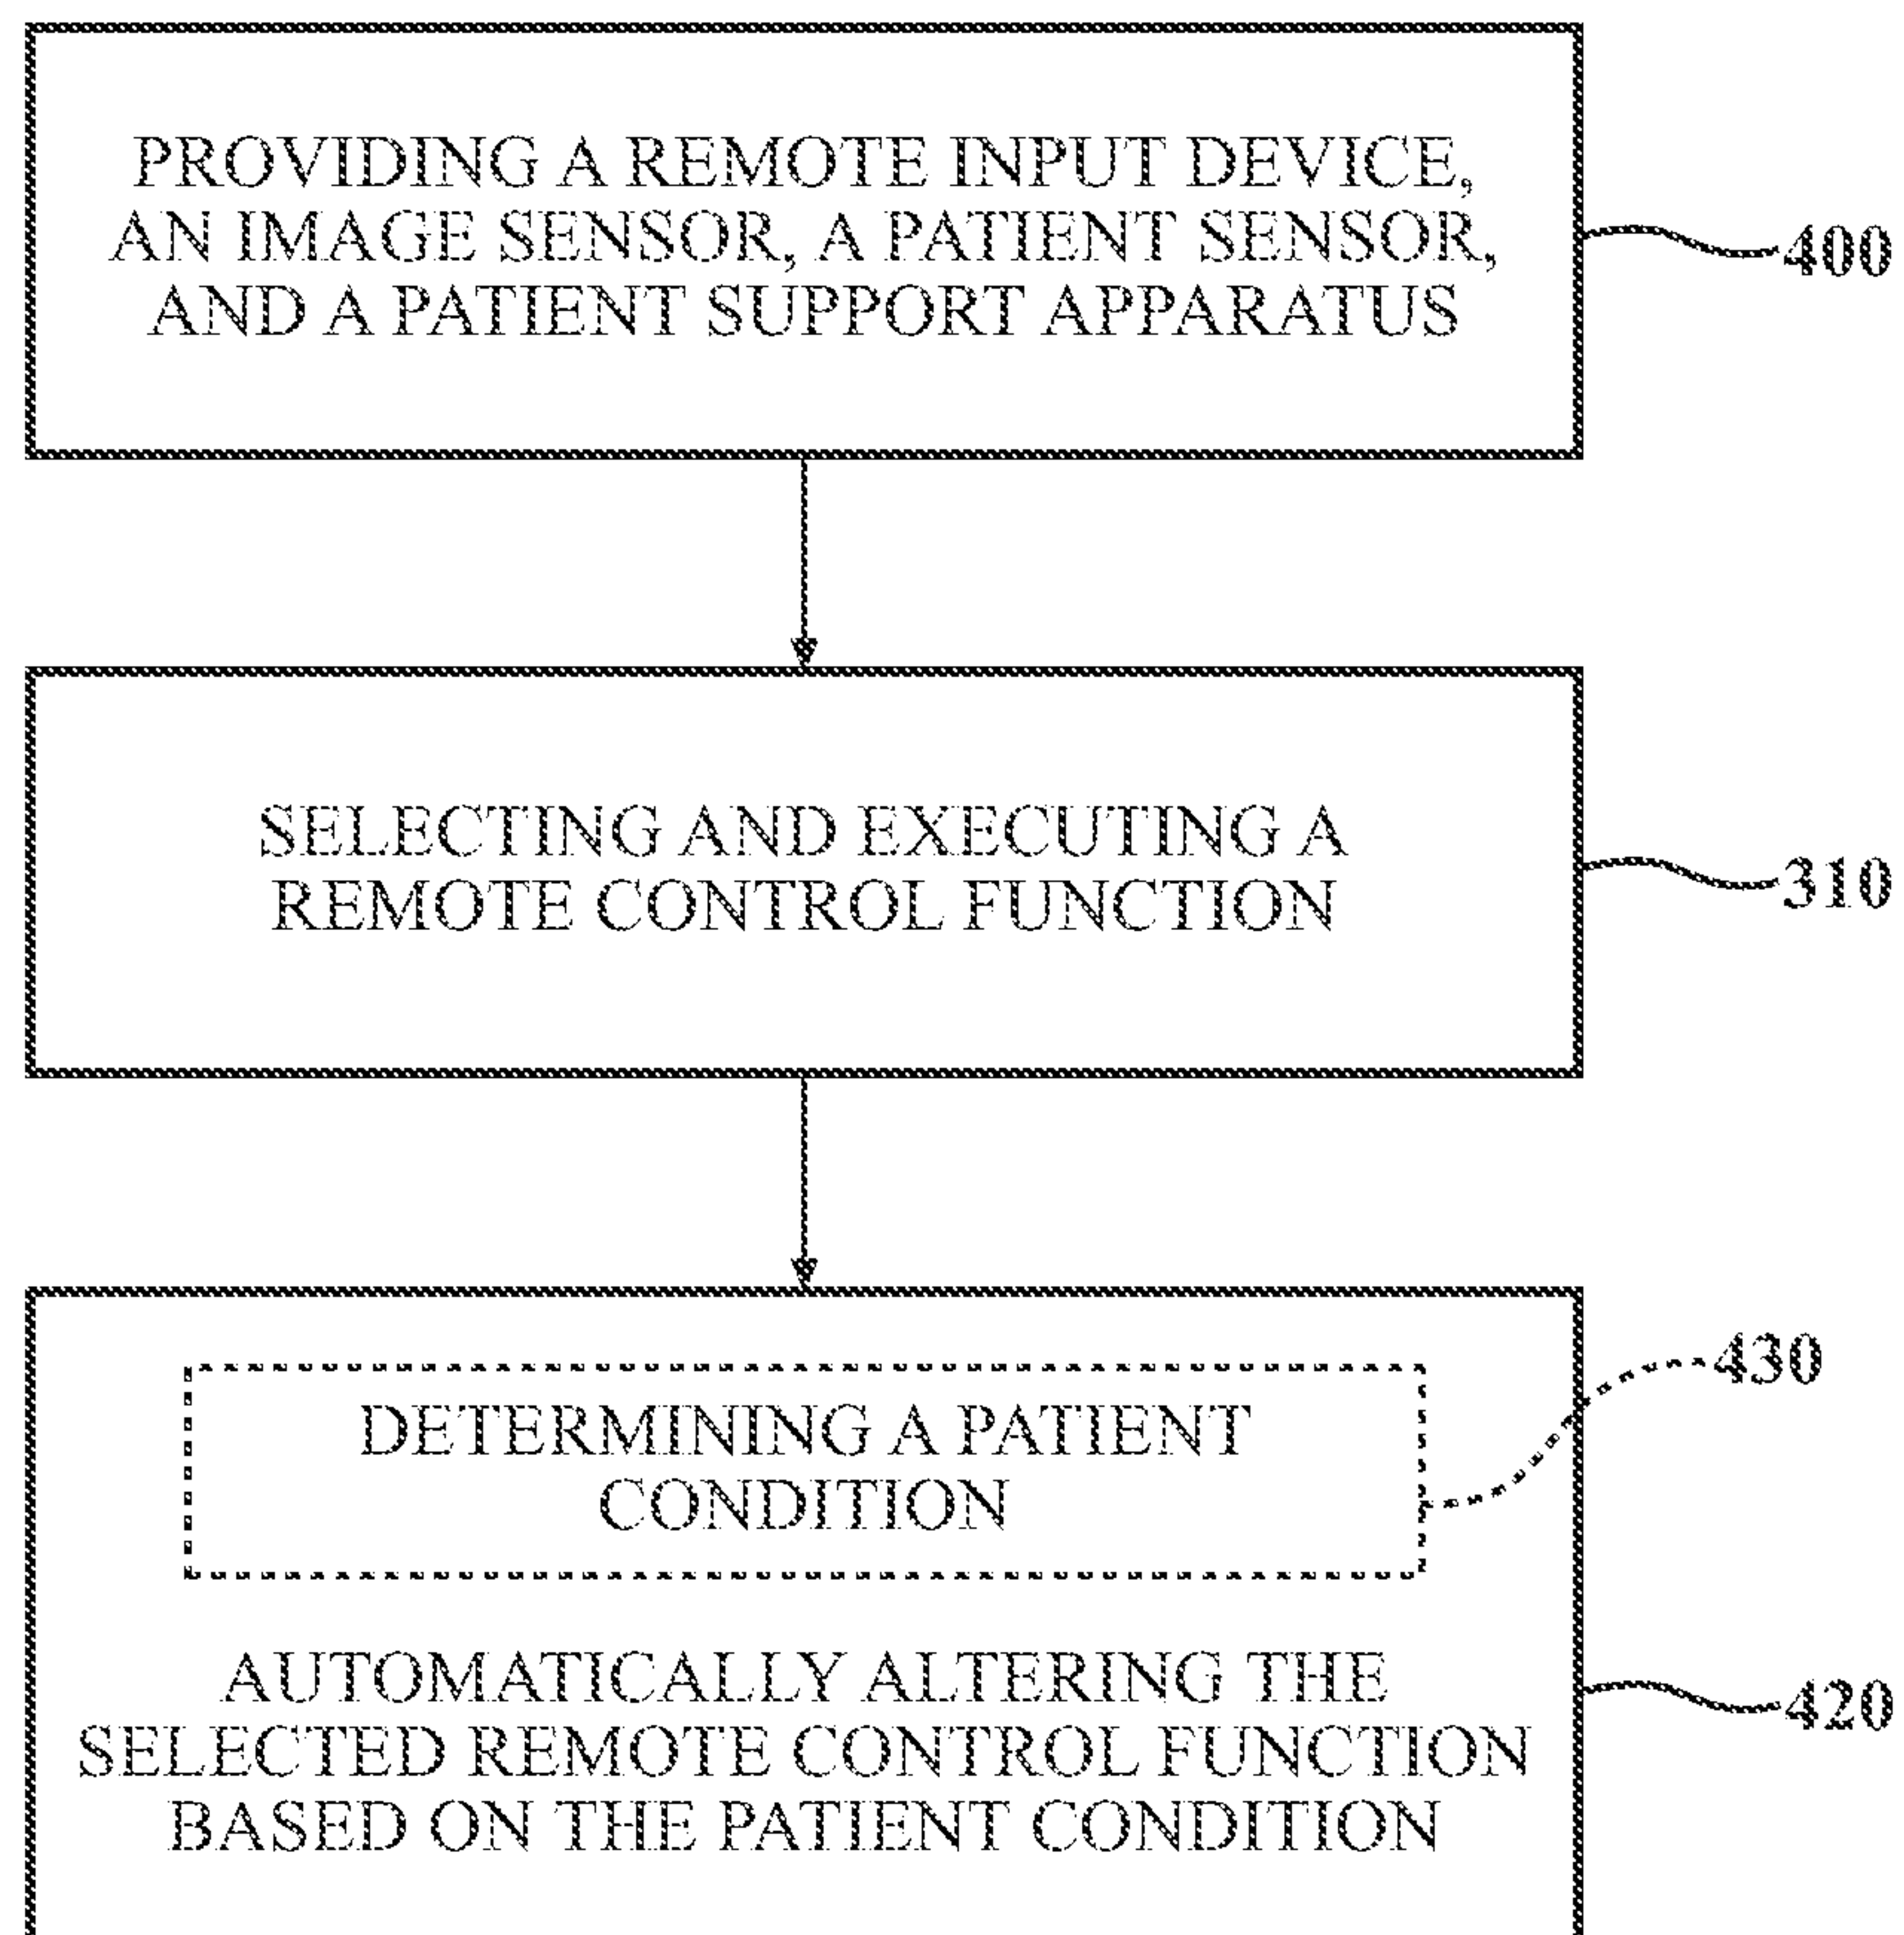 PROVIDING A REMOTE INPUT DEVICE,
AN IMAGE SENSOR, A PATIENT SENSOR,
AND A PATIENT SUPPORT APPARATUS
400
SELECTING AND EXECUTING A
REMOTE CONTROL FUNCTION
310
430
DETERMINING A PATIENT
CONDITION
AUTOMATICALLY ALTERING THE
SELECTED REMOTE CONTROL FUNCTION
BASED ON THE PATIENT CONDITION
420